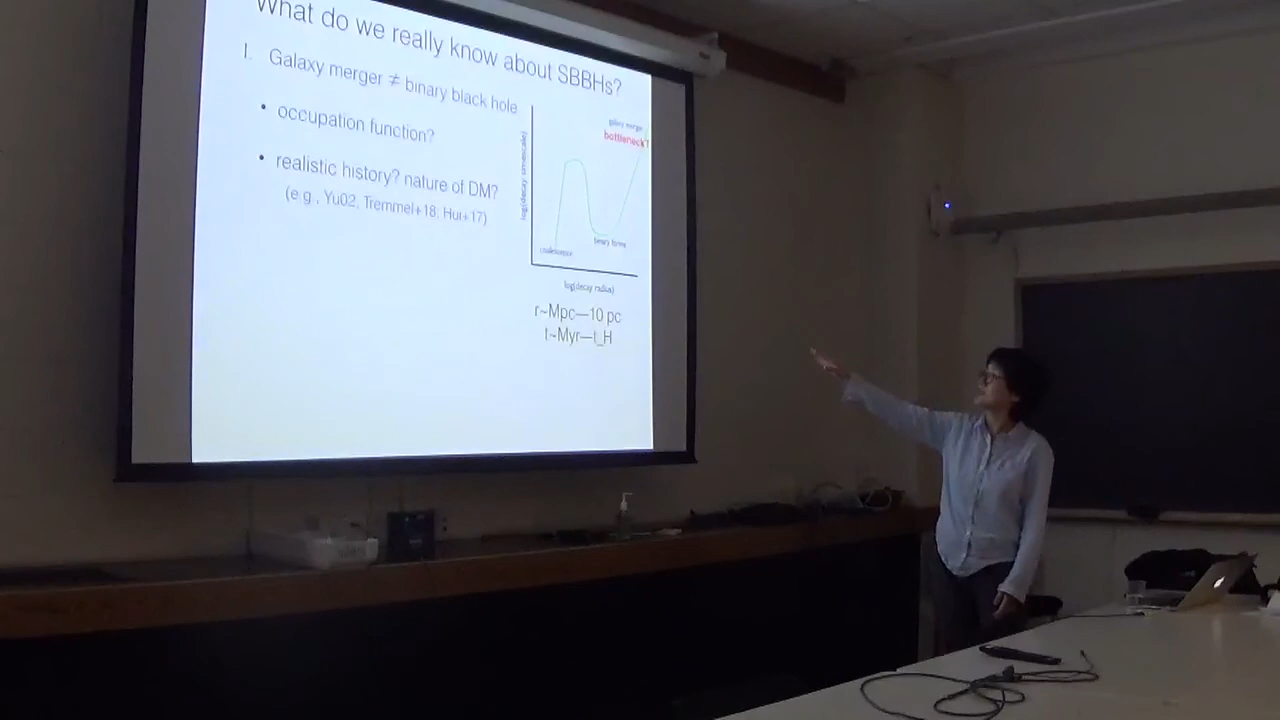 What do we really know about SBBHs?
I. Galaxy merger ≠ binary black hole
• occupation function?
• realistic history? nature of DM?
(e.g., Yu02, Tremmel+18, Hui+17)
galaxy merger
bottleneck?
log(decay timescale)
binary forms
coalescence
log(decay radius)
r~Mpc—10 pc
t~Myr—t_H